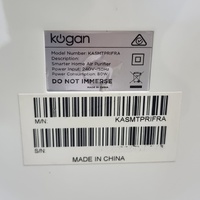 kogan
Model Number: KASMTPRIFRA
Description:
Smarter Home Air Purifier
Power Input: 240V~50Hz
Power Consumption: 80W
DO NOT IMMERSE
M/N
KASMTPRIFRA
S/N
MADE IN CHINA